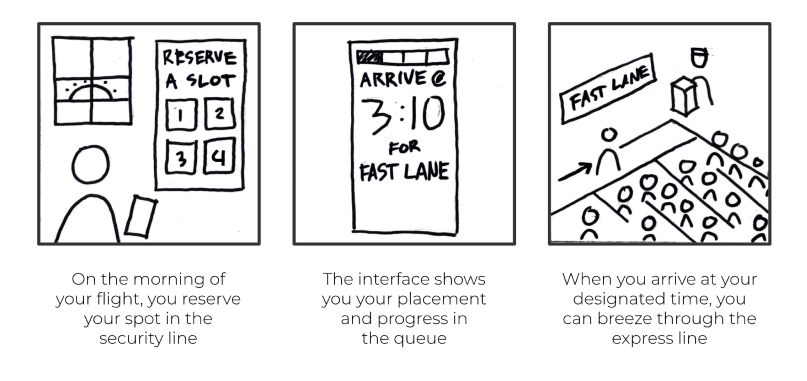 RESERVE
A SLOT
1 2
3 4
ARRIVE @
3:10
FOR
FAST LANE
FAST LANE
On the morning of
your flight, you reserve
your spot in the
security line
The interface shows
you your placement
and progress in
the queue
When you arrive at your
designated time, you
can breeze through the
express line